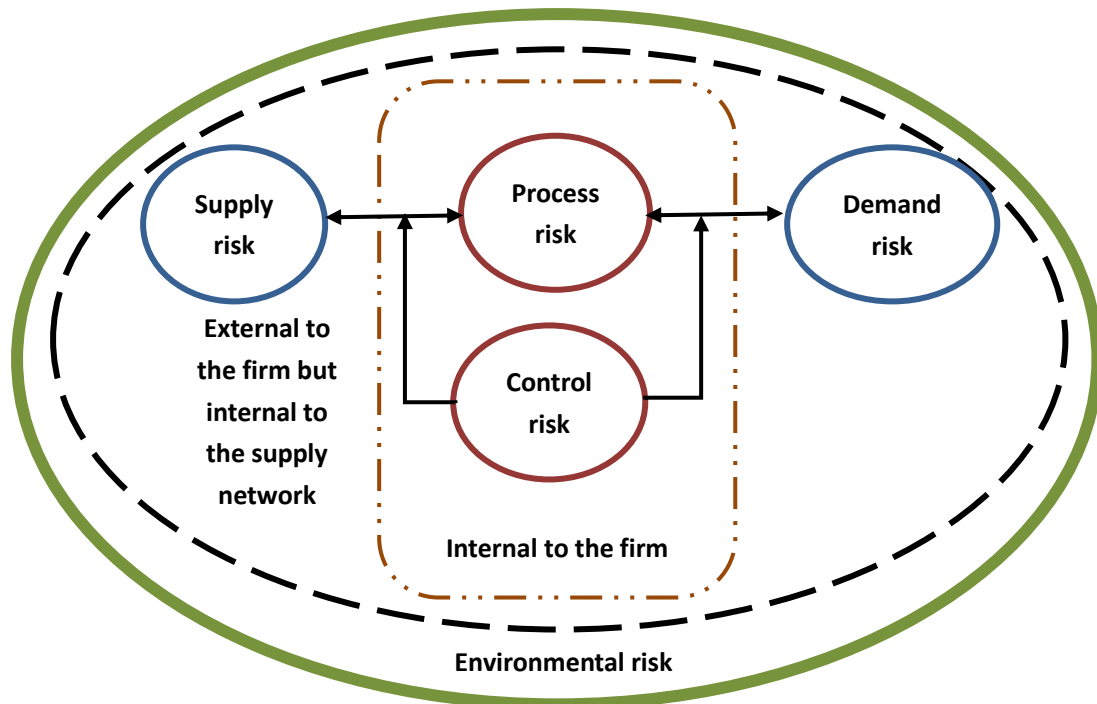 Supply
risk
Process
risk
Demand
risk
External to
the firm but
internal to
the supply
network
Control
risk
Internal to the firm
Environmental risk